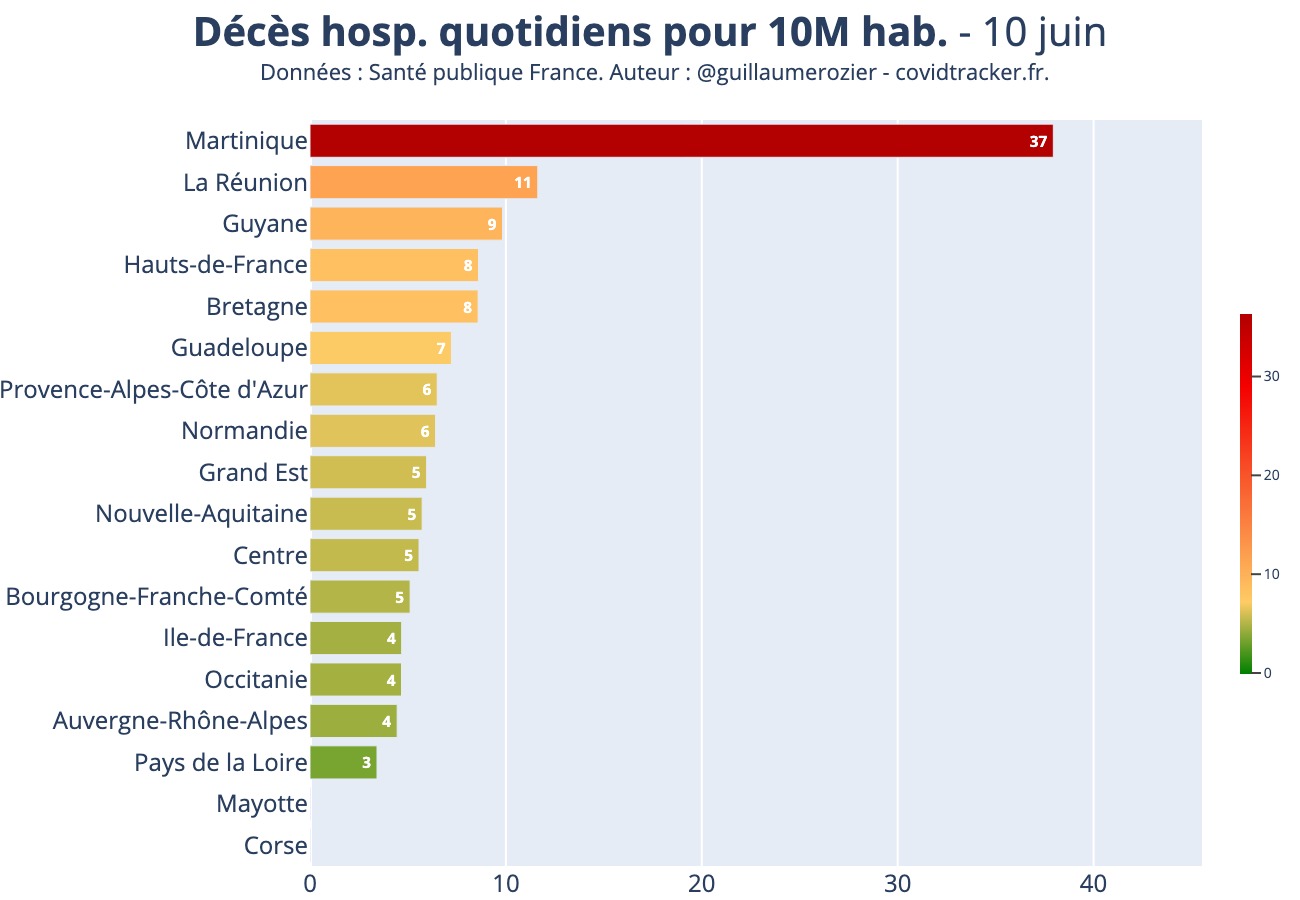 Décès hosp. quotidiens pour 10M hab. - 10 juin
Données : Santé publique France. Auteur : @guillaumerozier - covidtracker.fr.
Martinique 37
La Réunion 11
Guyane 9
Hauts-de-France 8
Bretagne 8
Guadeloupe 7
Provence-Alpes-Côte d'Azur 6
Normandie 6
Grand Est 5
Nouvelle-Aquitaine 5
Centre 5
Bourgogne-Franche-Comté 5
Ile-de-France 4
Occitanie 4
Auvergne-Rhône-Alpes 4
Pays de la Loire 3
Mayotte
Corse
0 10 20 30 40
30
20
10
0